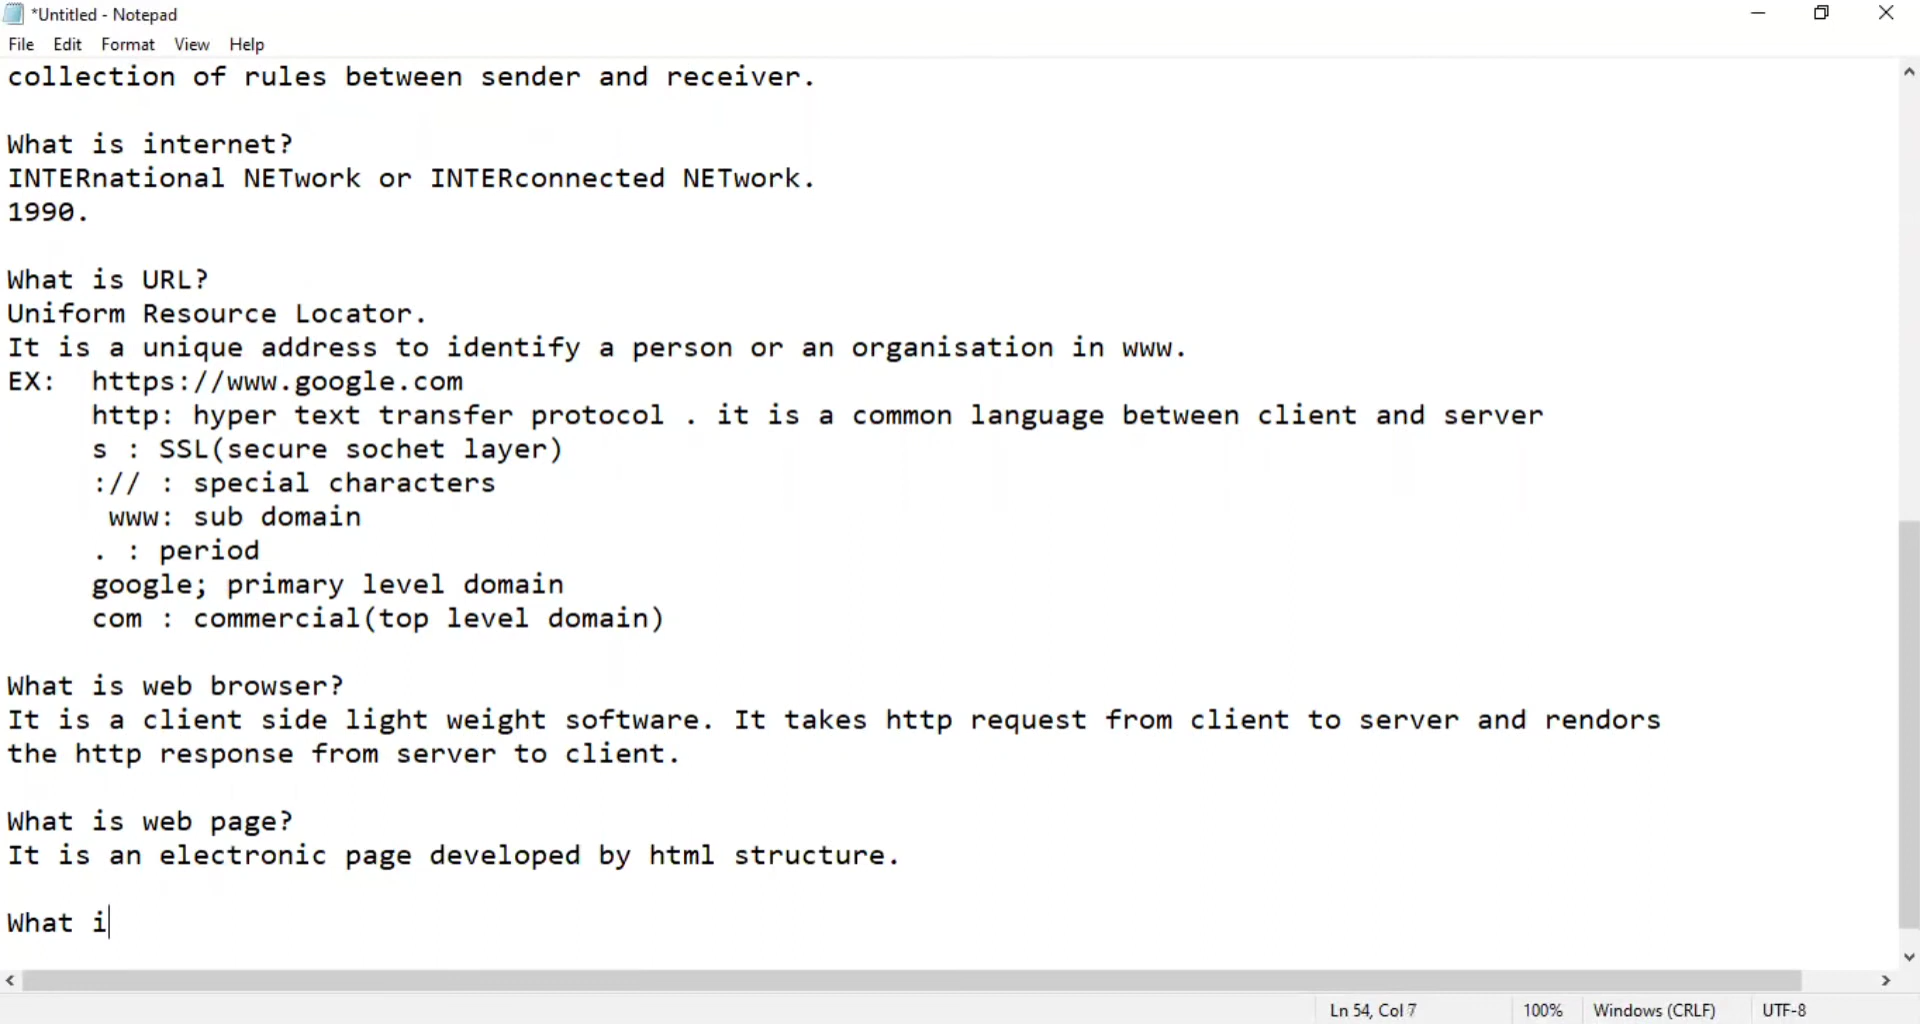 *Untitled - Notepad
File Edit Format View Help
collection of rules between sender and receiver.
What is internet?
INTERnational NETwork or INTERconnected NETwork.
1990.
What is URL?
Uniform Resource Locator.
It is a unique address to identify a person or an organisation in www.
EX: https://www.google.com
http: hyper text transfer protocol . it is a common language between client and server
s : SSL(secure sochet layer)
:// : special characters
www: sub domain
. : period
google; primary level domain
com : commercial(top level domain)
What is web browser?
It is a client side light weight software. It takes http request from client to server and rendors
the http response from server to client.
What is web page?
It is an electronic page developed by html structure.
What i
Ln 54, Col 7 100% Windows (CRLF) UTF-8